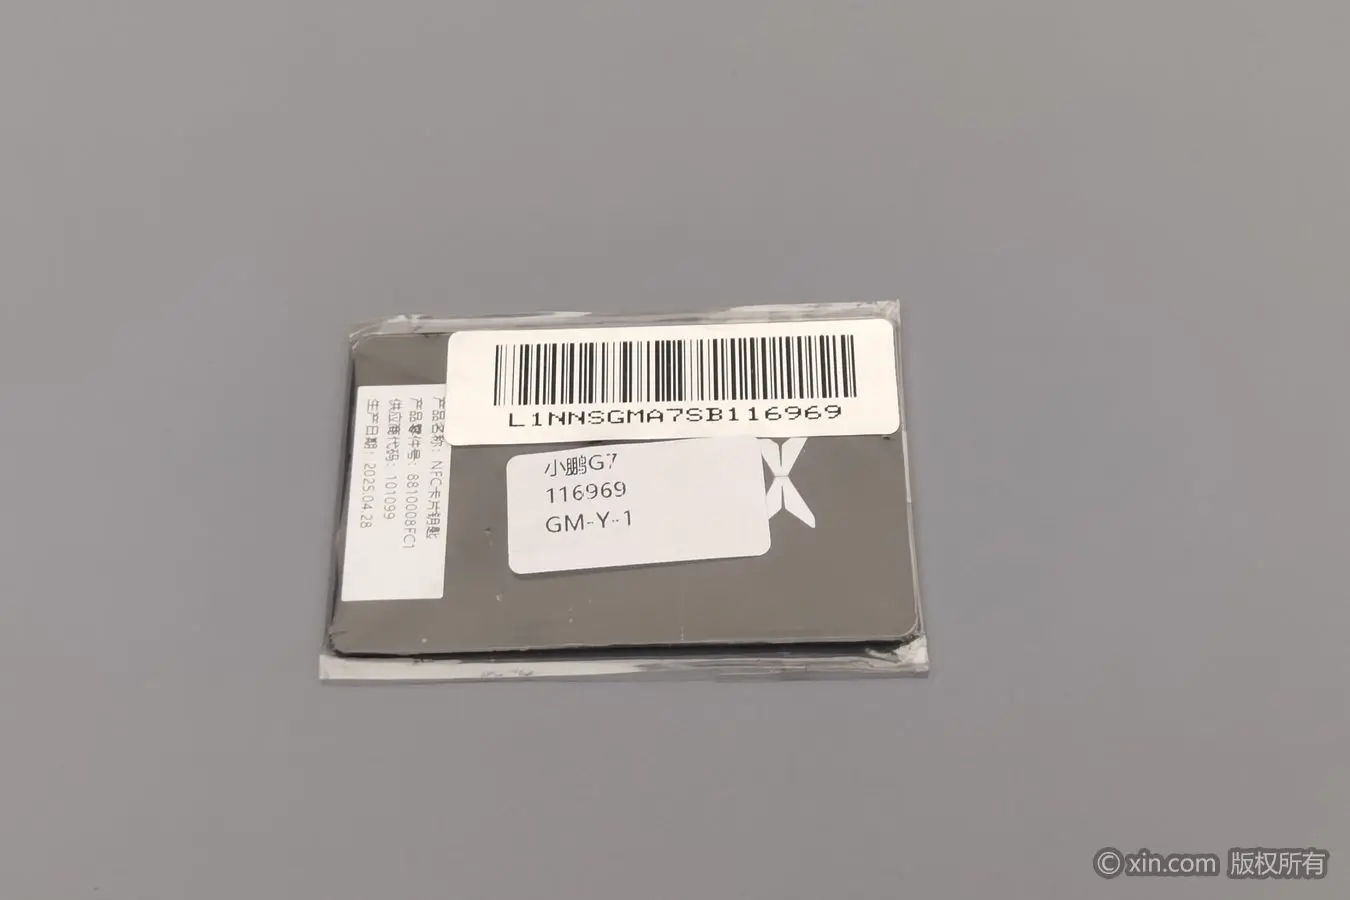 L1NNSGMA7SB116969
小鹏G7
116969
GM-Y-1
产品名称：NFC卡片钥匙
产品零件号：8810008FC1
供应商代码：101099
生产日期：2025.04.28
© xin.com 版权所有